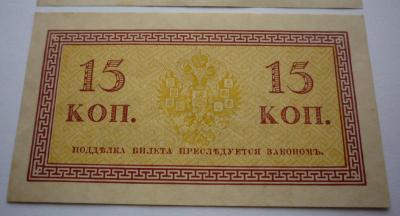 15 15
КОП. КОП.
ПОДДѢЛКА БИЛЕТА ПРЕСЛѢДУЕТСЯ ЗАКОНОМЪ.